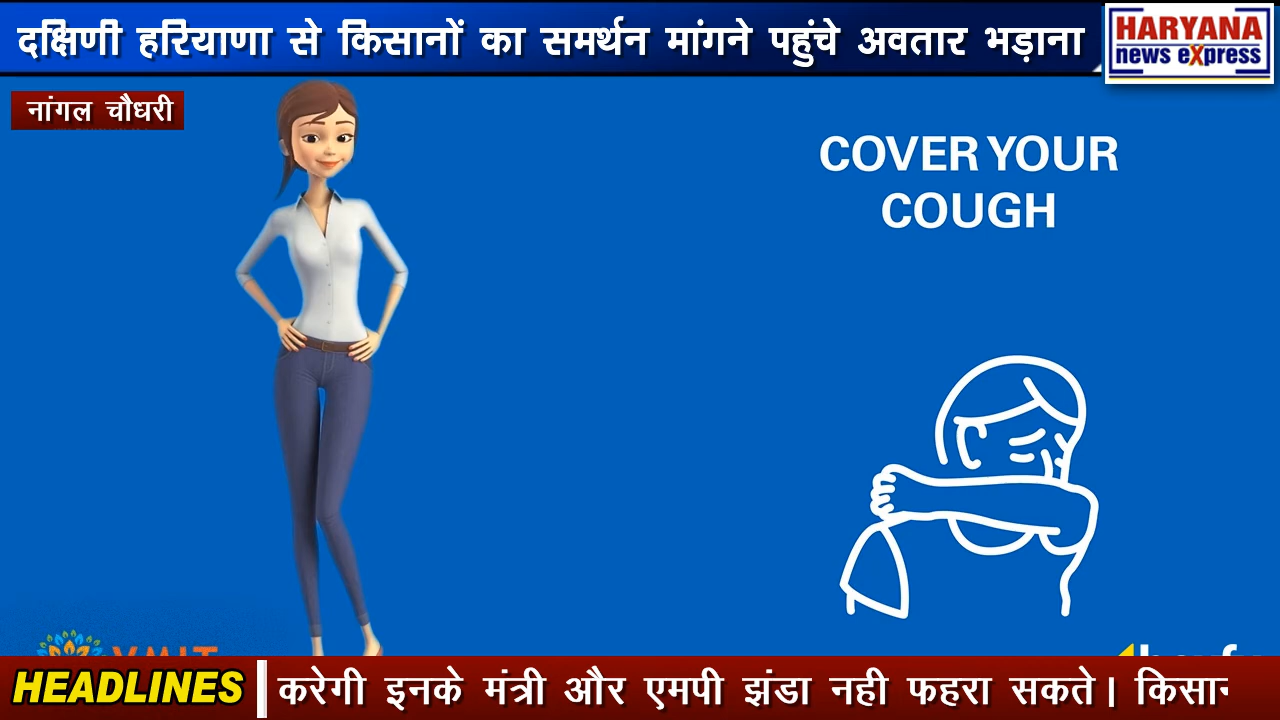 दक्षिणी हरियाणा से किसानों का समर्थन मांगने पहुंचे अवतार भड़ाना
HARYANA
news express
नांगल चौधरी
COVER YOUR
COUGH
HEADLINES
करेगी इनके मंत्री और एमपी झंडा नही फहरा सकते। किसान